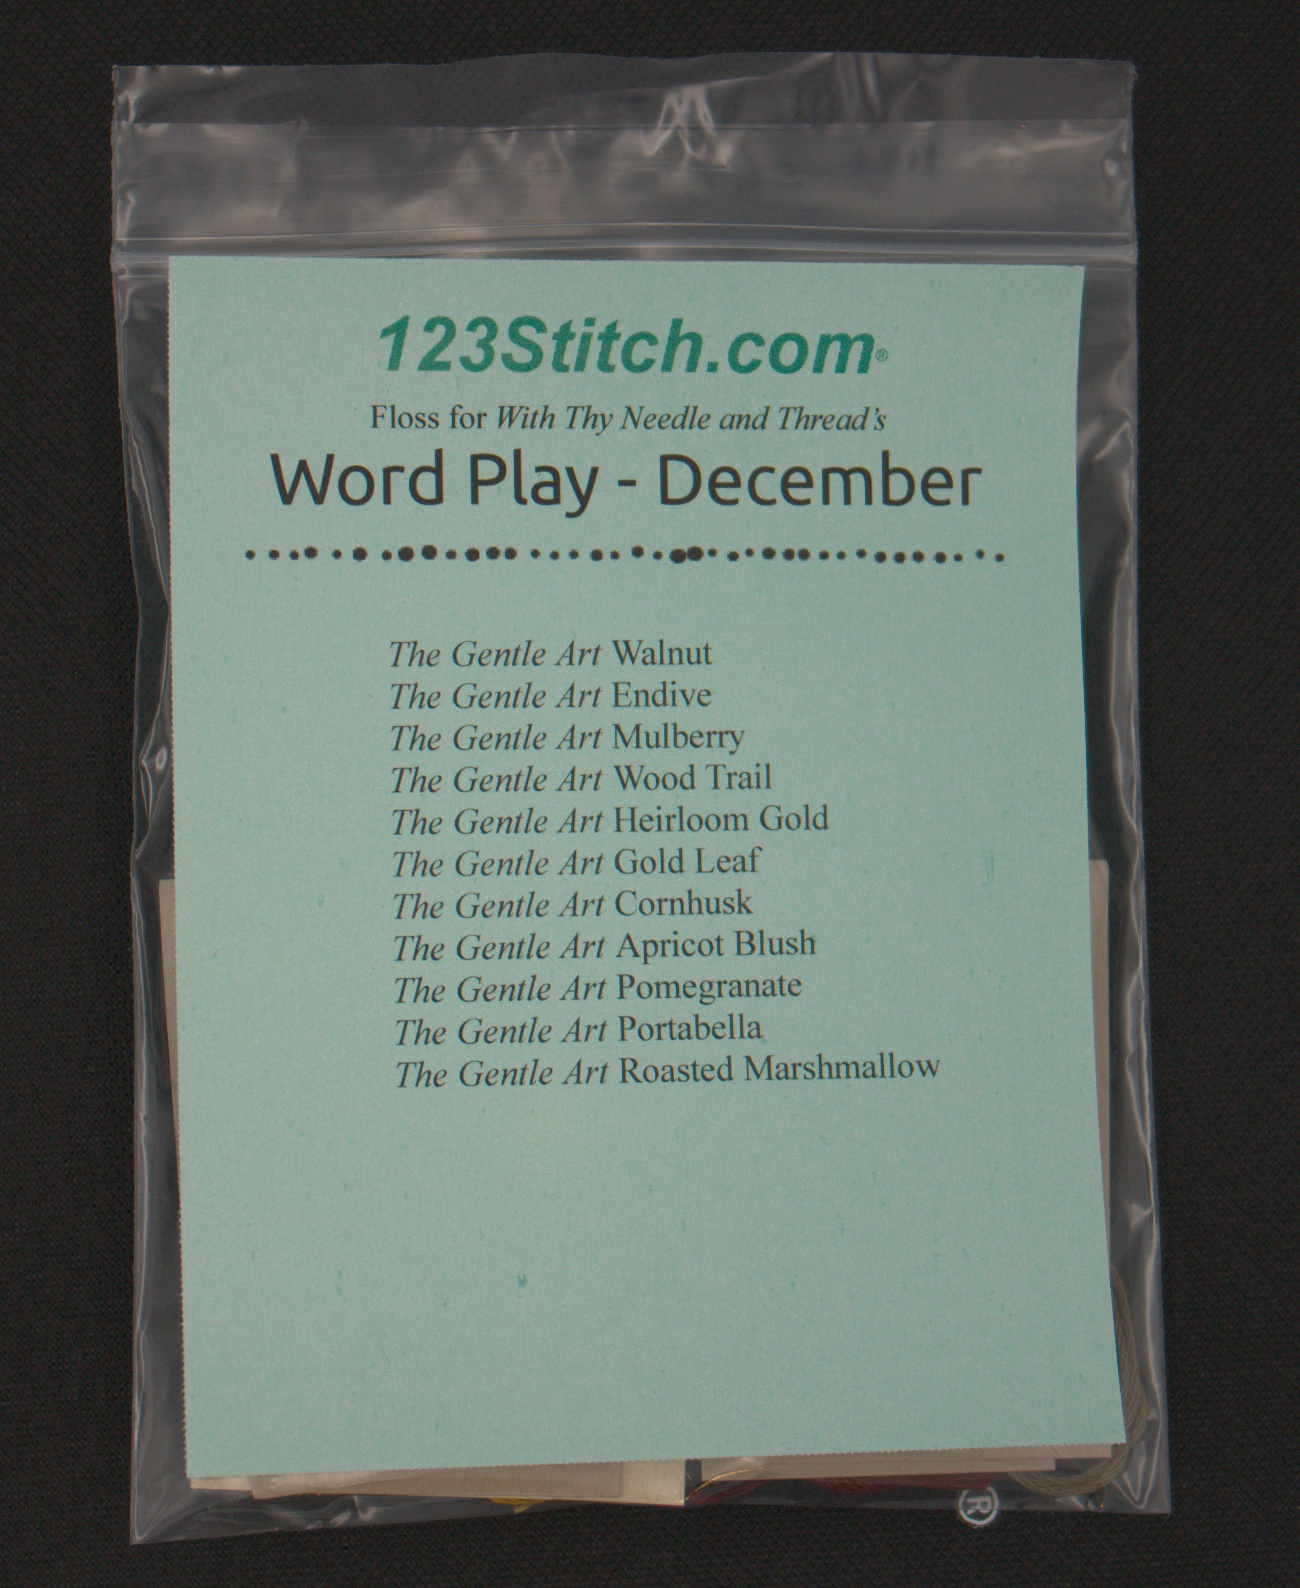 123Stitch.com®
Floss for With Thy Needle and Thread's
Word Play - December
The Gentle Art Walnut
The Gentle Art Endive
The Gentle Art Mulberry
The Gentle Art Wood Trail
The Gentle Art Heirloom Gold
The Gentle Art Gold Leaf
The Gentle Art Cornhusk
The Gentle Art Apricot Blush
The Gentle Art Pomegranate
The Gentle Art Portabella
The Gentle Art Roasted Marshmallow
®